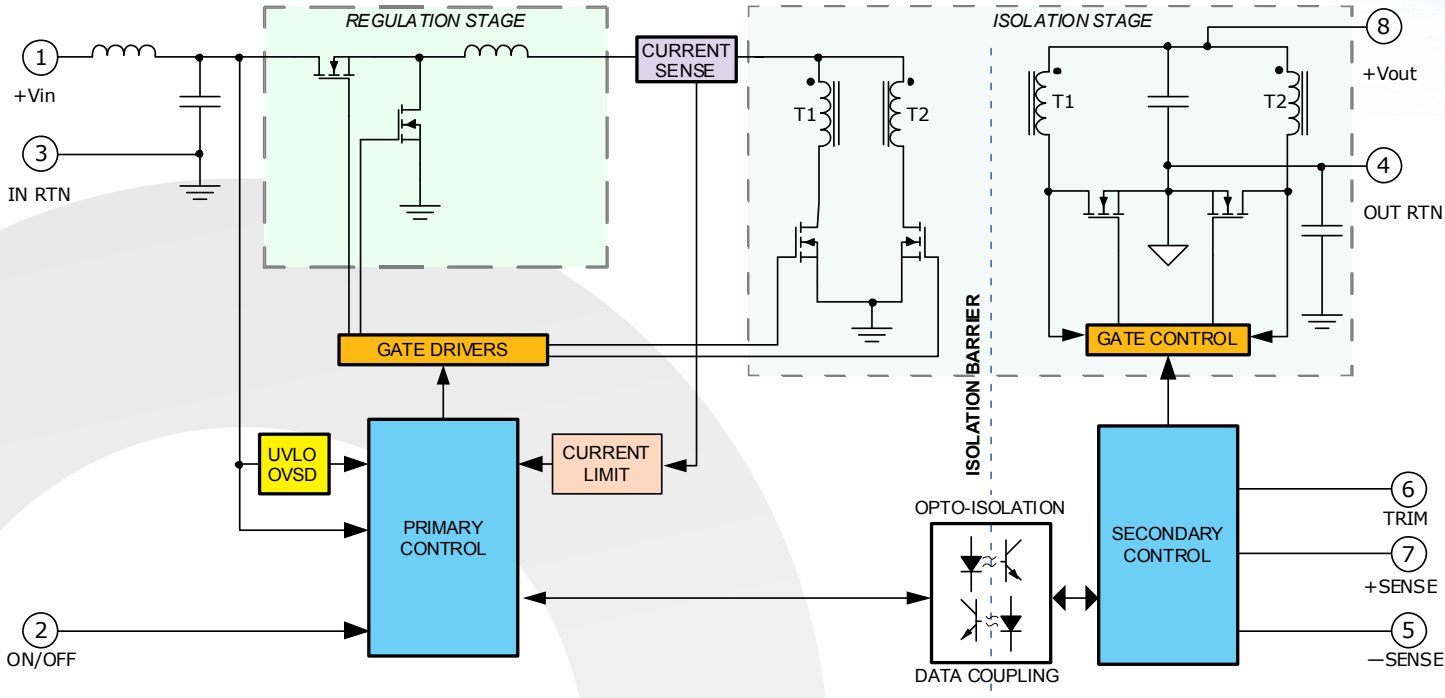 REGULATION STAGE
ISOLATION STAGE
1
+Vin
3
IN RTN
CURRENT
SENSE
T1
T2
T1
T2
8
+Vout
4
OUT RTN
GATE DRIVERS
GATE CONTROL
ISOLATION BARRIER
UVLO
OVSD
CURRENT
LIMIT
PRIMARY
CONTROL
OPTO-ISOLATION
DATA COUPLING
SECONDARY
CONTROL
6
TRIM
7
+SENSE
5
—SENSE
2
ON/OFF